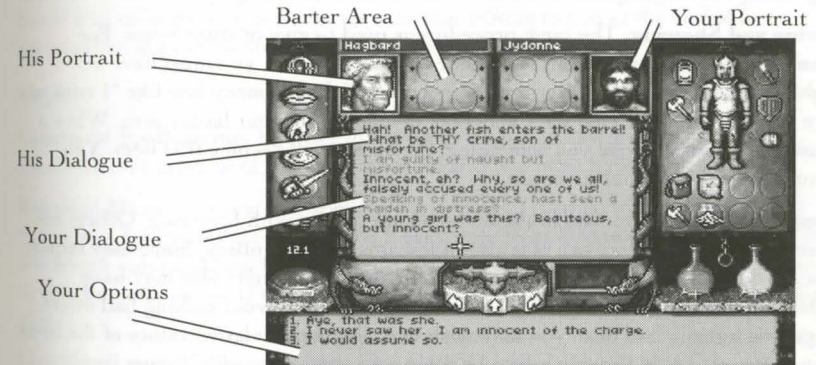 Barter Area
Your Portrait
His Portrait
Hagbard
Jydonne
His Dialogue
Hah! Another fish enters the barrel!
What be THY crime, son of
misfortune?
I am guilty of naught but
misfortune.
Innocent, eh? Why, so are we all,
falsely accused every one of us!
Speaking of innocence, hast seen a
maiden in distress?
A young girl was this? Beauteous,
but innocent?
Your Dialogue
12.1
Your Options
1. Aye, that was she.
2. I never saw her. I am innocent of the charge.
3. I would assume so.